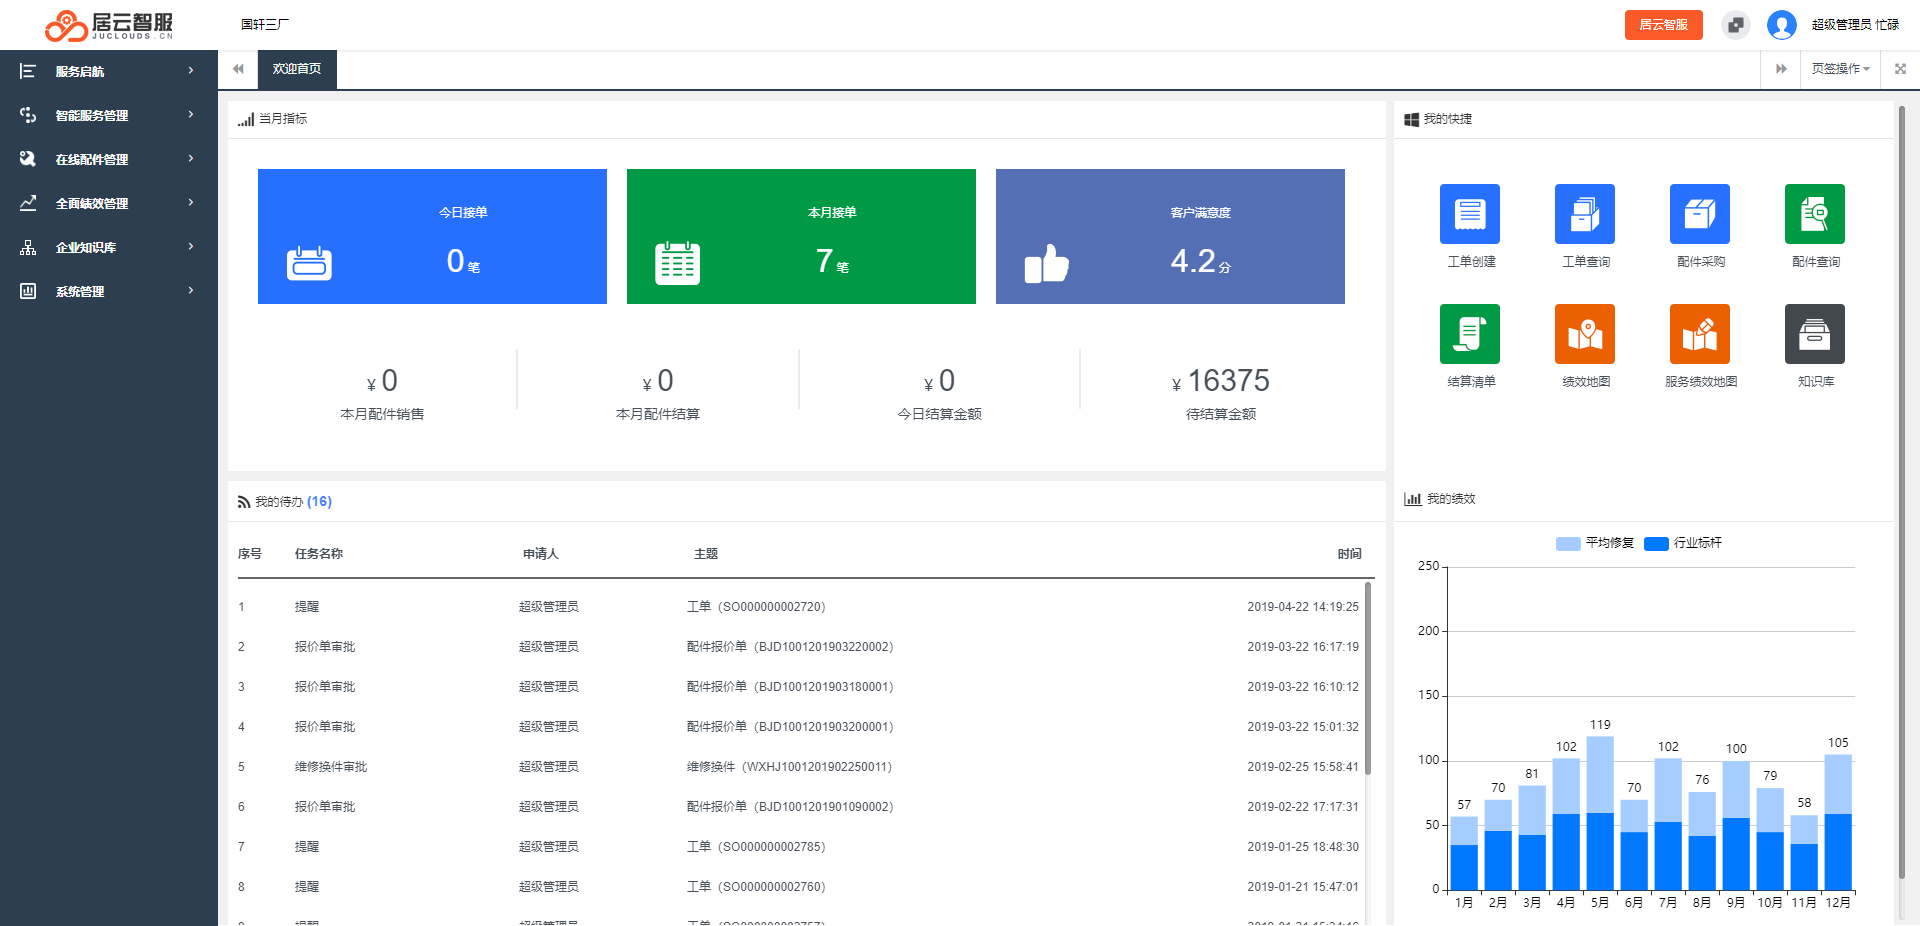 居云智服
JUCLOUDS.CN
国轩三厂
居云智服
超级管理员 忙碌
服务启航
智能服务管理
在线配件管理
全面绩效管理
企业知识库
系统管理
欢迎首页
页签操作
当月指标
今日接单
0 笔
本月接单
7 笔
客户满意度
4.2 分
¥ 0
本月配件销售
¥ 0
本月配件结算
¥ 0
今日结算金额
¥ 16375
待结算金额
我的快捷
工单创建
工单查询
配件采购
配件查询
结算清单
绩效地图
服务绩效地图
知识库
我的待办 (16)
序号 任务名称 申请人 主题 时间
1 提醒 超级管理员 工单（SO000000002720） 2019-04-22 14:19:25
2 报价单审批 超级管理员 配件报价单（BJD1001201903220002） 2019-03-22 16:17:19
3 报价单审批 超级管理员 配件报价单（BJD1001201903180001） 2019-03-22 16:10:12
4 报价单审批 超级管理员 配件报价单（BJD1001201903200001） 2019-03-22 15:01:32
5 维修换件审批 超级管理员 维修换件（WXHJ1001201902250011） 2019-02-25 15:58:41
6 报价单审批 超级管理员 配件报价单（BJD1001201901090002） 2019-02-22 17:17:31
7 提醒 超级管理员 工单（SO000000002785） 2019-01-25 18:48:30
8 提醒 超级管理员 工单（SO000000002760） 2019-01-21 15:47:01
我的绩效
平均修复 行业标杆
250
200
150
100
50
0
57 70 81 102 119 70 102 76 100 79 58 105
1月 2月 3月 4月 5月 6月 7月 8月 9月 10月 11月 12月